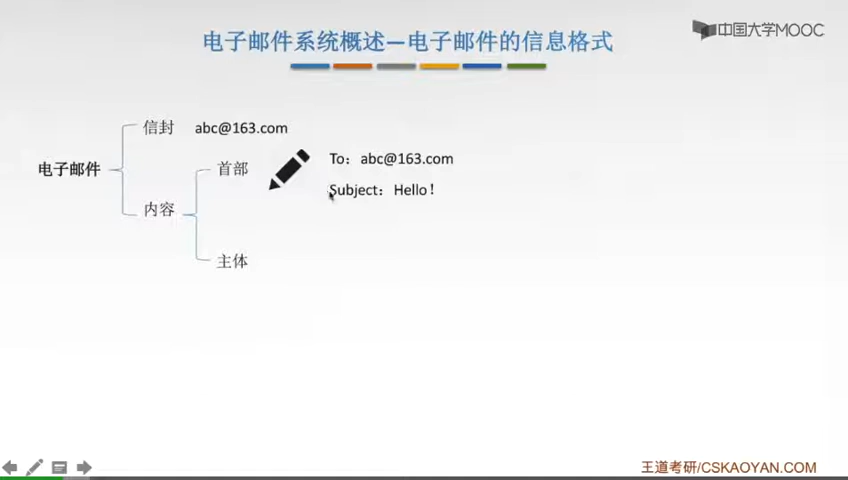 中国大学MOOC
电子邮件系统概述—电子邮件的信息格式
信封 abc@163.com
To：abc@163.com
电子邮件
首部
Subject：Hello！
内容
主体
王道考研/CSKAOYAN.COM